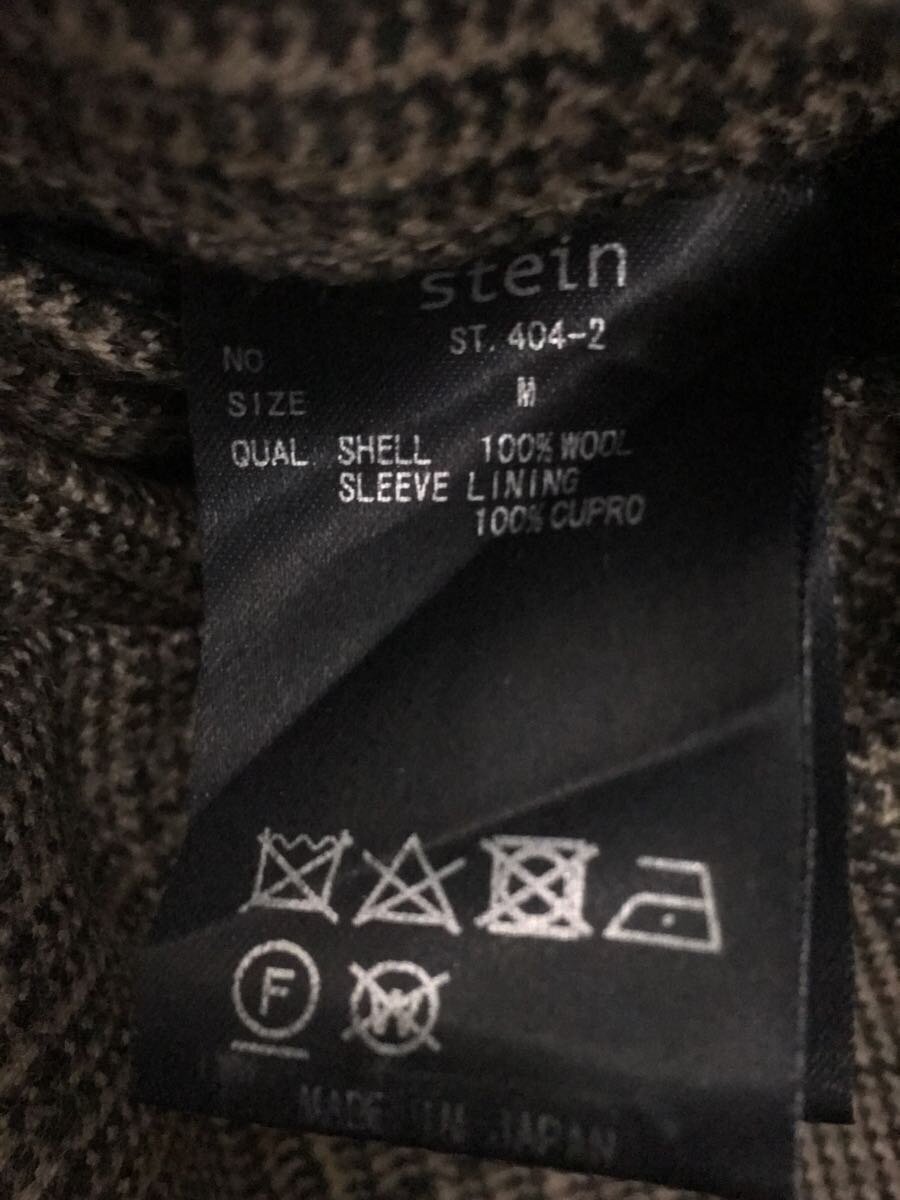 stein
NO ST. 404-2
SIZE M
QUAL SHELL 100% WOOL
SLEEVE LINING
100% CUPRO
F W
MADE IN JAPAN